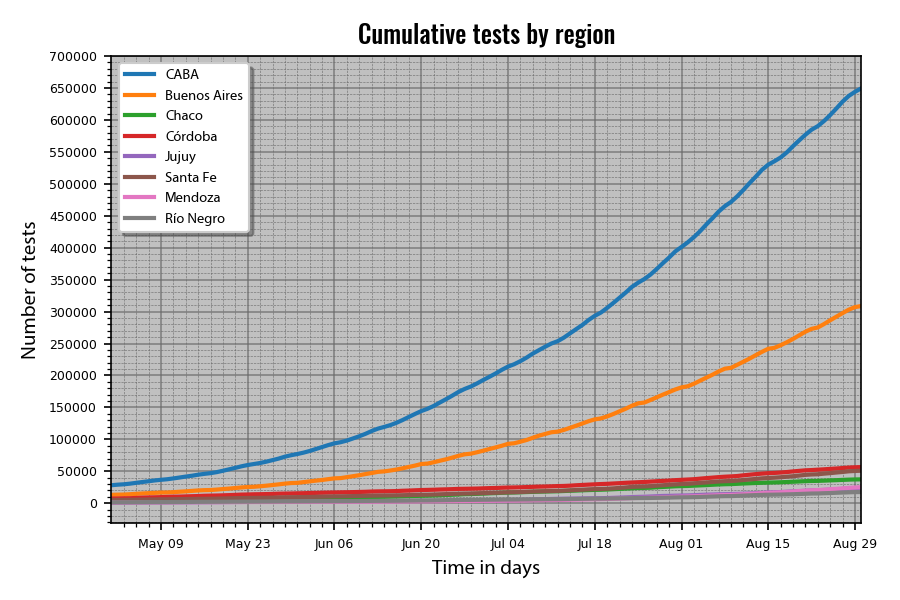 Cumulative tests by region
700000
650000
600000
550000
500000
450000
400000
350000
300000
250000
200000
150000
100000
50000
0
Number of tests
CABA
Buenos Aires
Chaco
Córdoba
Jujuy
Santa Fe
Mendoza
Río Negro
May 09 May 23 Jun 06 Jun 20 Jul 04 Jul 18 Aug 01 Aug 15 Aug 29
Time in days